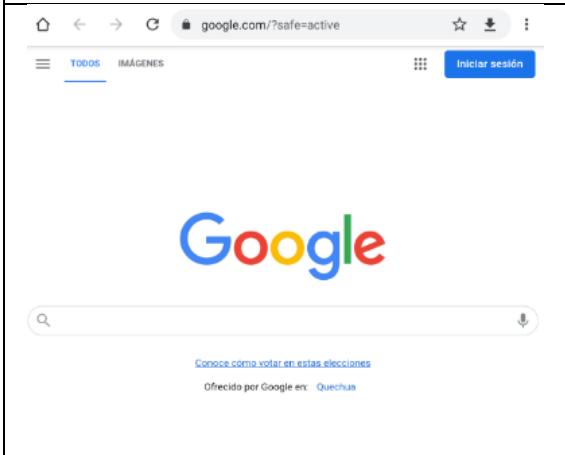 google.com/?safe=active
TODOS IMÁGENES Iniciar sesión
Google
Conoce cómo votar en estas elecciones
Ofrecido por Google en: Quechua